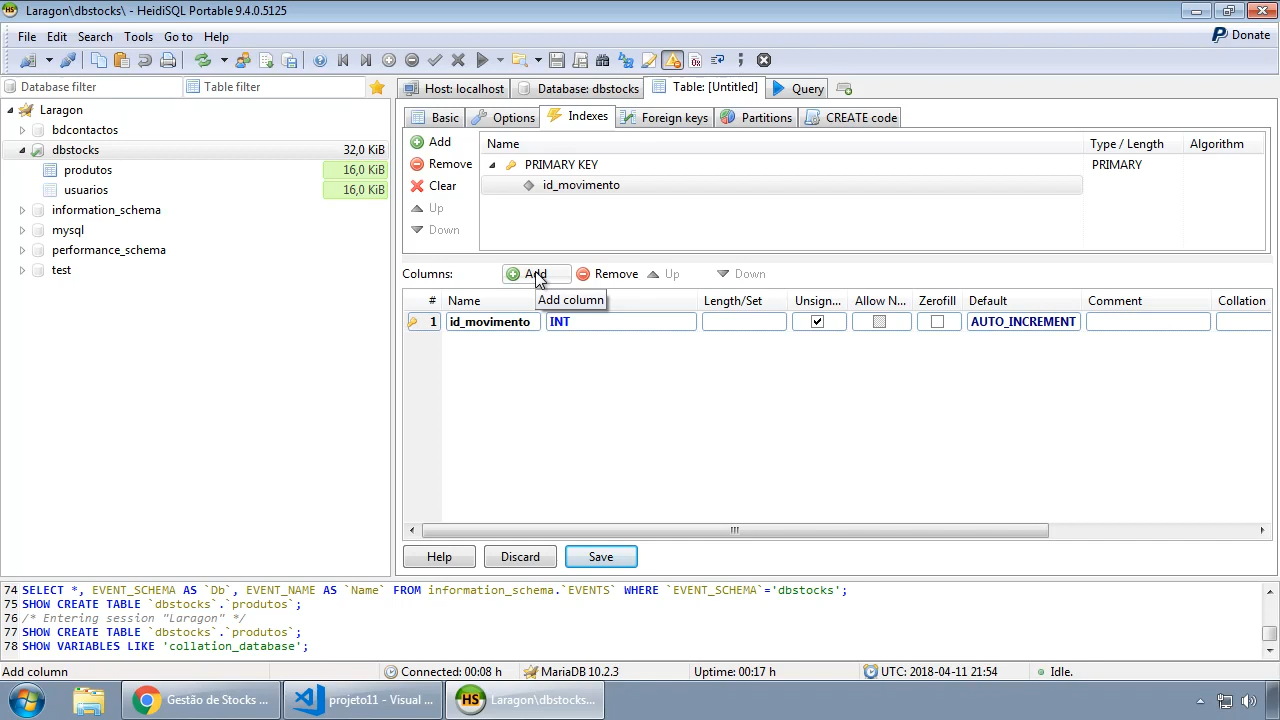 Laragon\dbstocks\ - HeidiSQL Portable 9.4.0.5125
File Edit Search Tools Go to Help
Donate
Database filter
Table filter
Host: localhost
Database: dbstocks
Table: [Untitled]
Query
Laragon
bdcontactos
dbstocks 32,0 KiB
produtos 16,0 KiB
usuarios 16,0 KiB
information_schema
mysql
performance_schema
test
Basic Options Indexes Foreign keys Partitions CREATE code
Add
Remove
Clear
Up
Down
Name Type / Length Algorithm
PRIMARY KEY PRIMARY
id_movimento
Columns: Add Remove Up Down
Add column
# Name Length/Set Unsign... Allow N... Zerofill Default Comment Collation
1 id_movimento INT AUTO_INCREMENT
Help Discard Save
74 SELECT *, EVENT_SCHEMA AS `Db`, EVENT_NAME AS `Name` FROM information_schema.`EVENTS` WHERE `EVENT_SCHEMA`='dbstocks';
75 SHOW CREATE TABLE `dbstocks`.`produtos`;
76 /* Entering session "Laragon" */
77 SHOW CREATE TABLE `dbstocks`.`produtos`;
78 SHOW VARIABLES LIKE 'collation_database';
Add column
Connected: 00:08 h
MariaDB 10.2.3
Uptime: 00:17 h
UTC: 2018-04-11 21:54
Idle.
Gestão de Stocks ...
projeto11 - Visual ...
HS
Laragon\dbstocks...